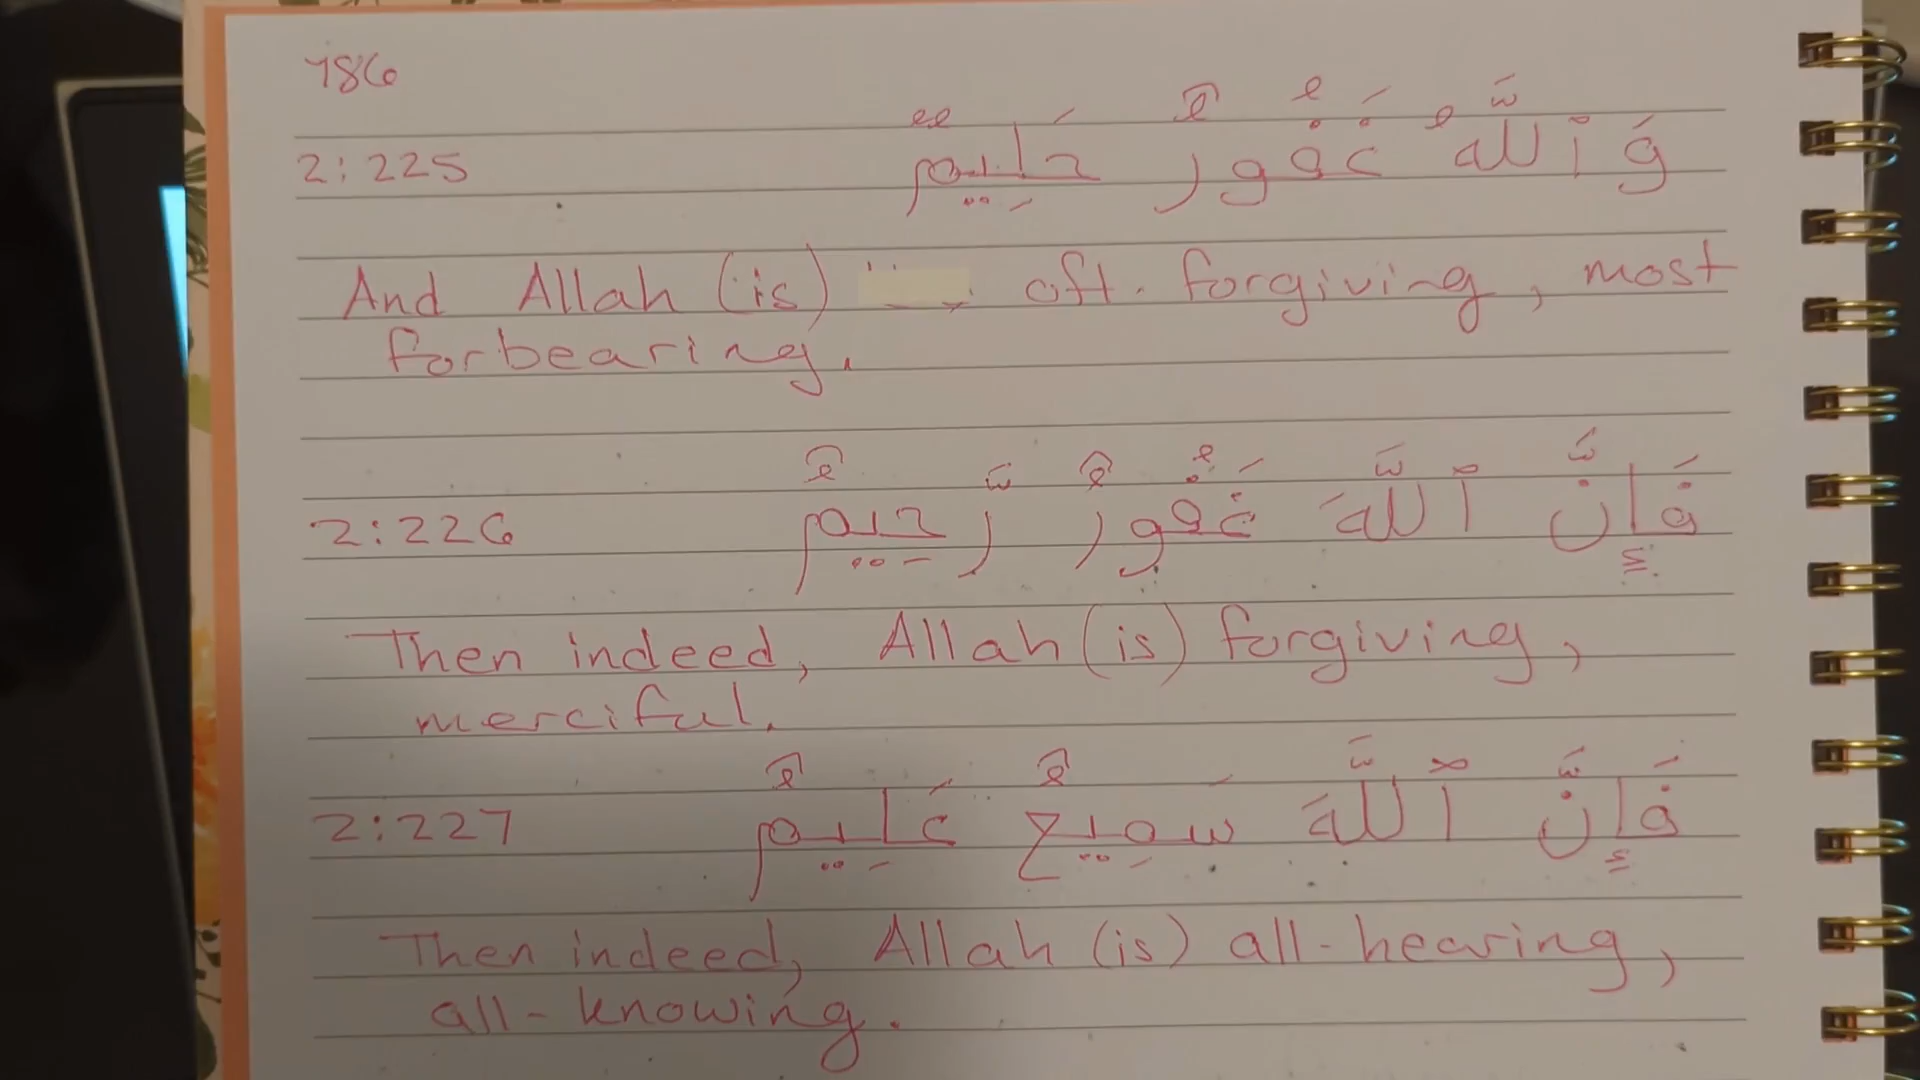 786
2:225 وَٱللَّهُ غَفُورٌ حَلِيمٌ
And Allah (is) oft-forgiving, most
forbearing.
2:226 فَإِنَّ ٱللَّهَ غَفُورٌ رَّحِيمٌ
Then indeed, Allah (is) forgiving,
merciful.
2:227 فَإِنَّ ٱللَّهَ سَمِيعٌ عَلِيمٌ
Then indeed, Allah (is) all-hearing,
all-knowing.